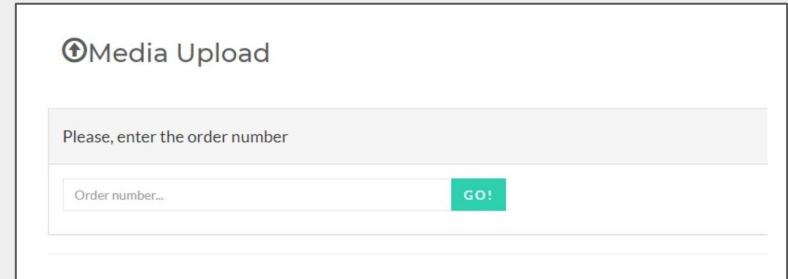 Media Upload
Please, enter the order number
Order number...
GO!